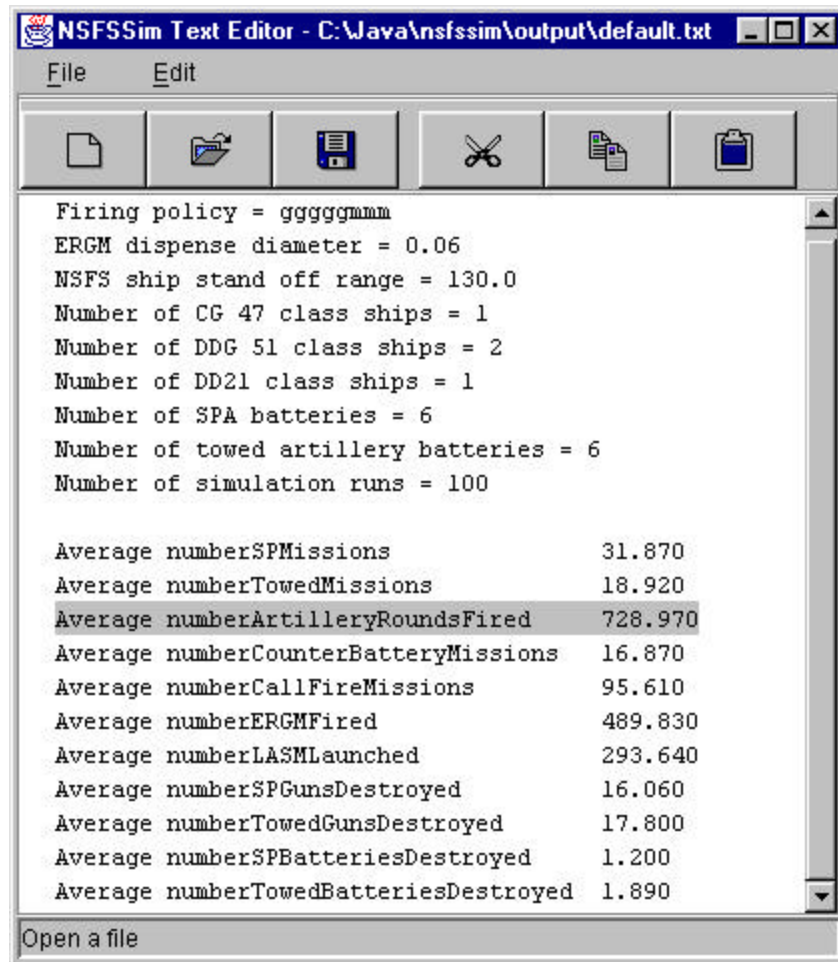 NSFSSim Text Editor - C:\Java\nsfssim\output\default.txt
File Edit
Firing policy = gggggmmm
ERGM dispense diameter = 0.06
NSFS ship stand off range = 130.0
Number of CG 47 class ships = 1
Number of DDG 51 class ships = 2
Number of DD21 class ships = 1
Number of SPA batteries = 6
Number of towed artillery batteries = 6
Number of simulation runs = 100
Average numberSPMissions 31.870
Average numberTowedMissions 18.920
Average numberArtilleryRoundsFired 728.970
Average numberCounterBatteryMissions 16.870
Average numberCallFireMissions 95.610
Average numberERGMFired 489.830
Average numberLASMLaunched 293.640
Average numberSPGunsDestroyed 16.060
Average numberTowedGunsDestroyed 17.800
Average numberSPBatteriesDestroyed 1.200
Average numberTowedBatteriesDestroyed 1.890
Open a file